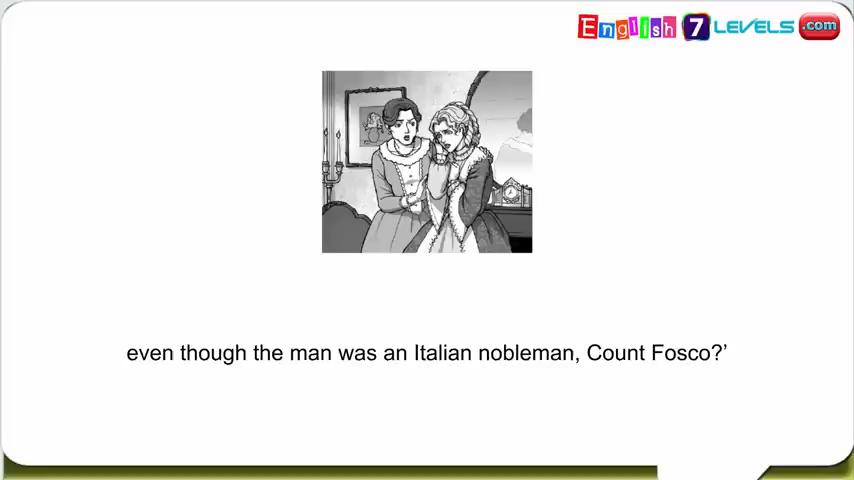 English 7 LEVELS .com
even though the man was an Italian nobleman, Count Fosco?’